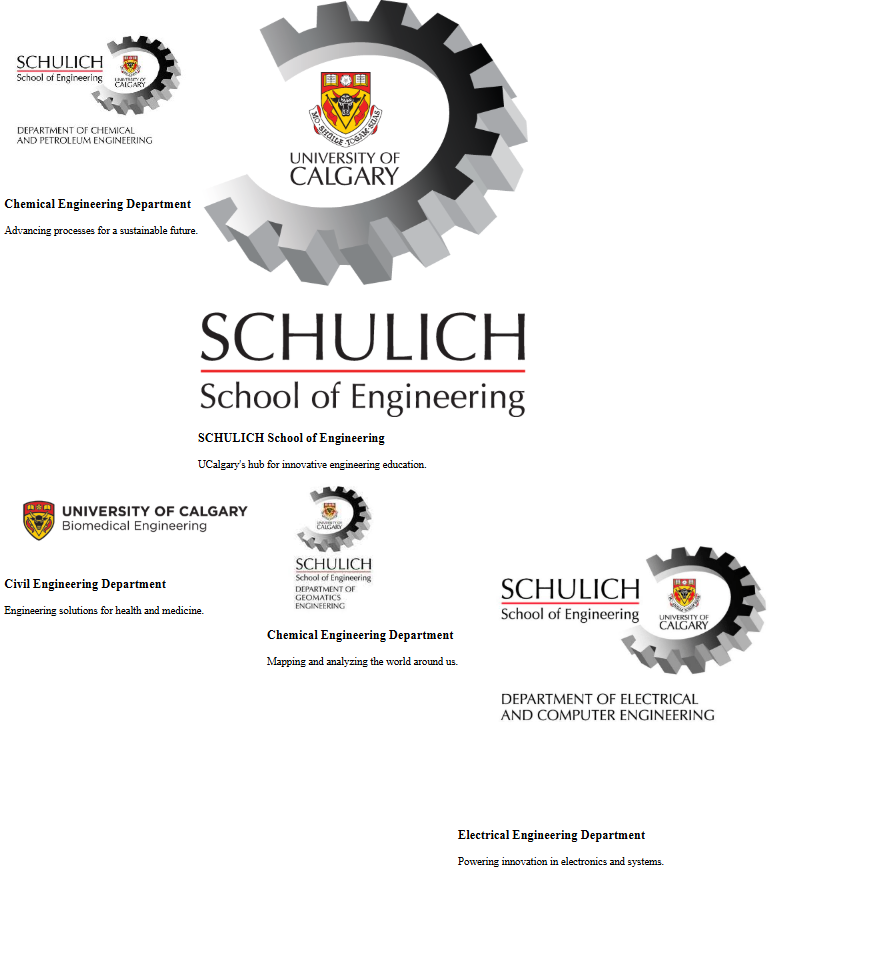 SCHULICH
School of Engineering
UNIVERSITY OF
CALGARY
DEPARTMENT OF CHEMICAL
AND PETROLEUM ENGINEERING
Chemical Engineering Department
Advancing processes for a sustainable future.
MO·SHÙILE·TOGAM·SUAS
UNIVERSITY OF
CALGARY
SCHULICH
School of Engineering
SCHULICH School of Engineering
UCalgary's hub for innovative engineering education.
UNIVERSITY OF CALGARY
Biomedical Engineering
Civil Engineering Department
Engineering solutions for health and medicine.
UNIVERSITY OF
CALGARY
SCHULICH
School of Engineering
DEPARTMENT OF
GEOMATICS
ENGINEERING
Chemical Engineering Department
Mapping and analyzing the world around us.
SCHULICH
School of Engineering
UNIVERSITY OF
CALGARY
DEPARTMENT OF ELECTRICAL
AND COMPUTER ENGINEERING
Electrical Engineering Department
Powering innovation in electronics and systems.